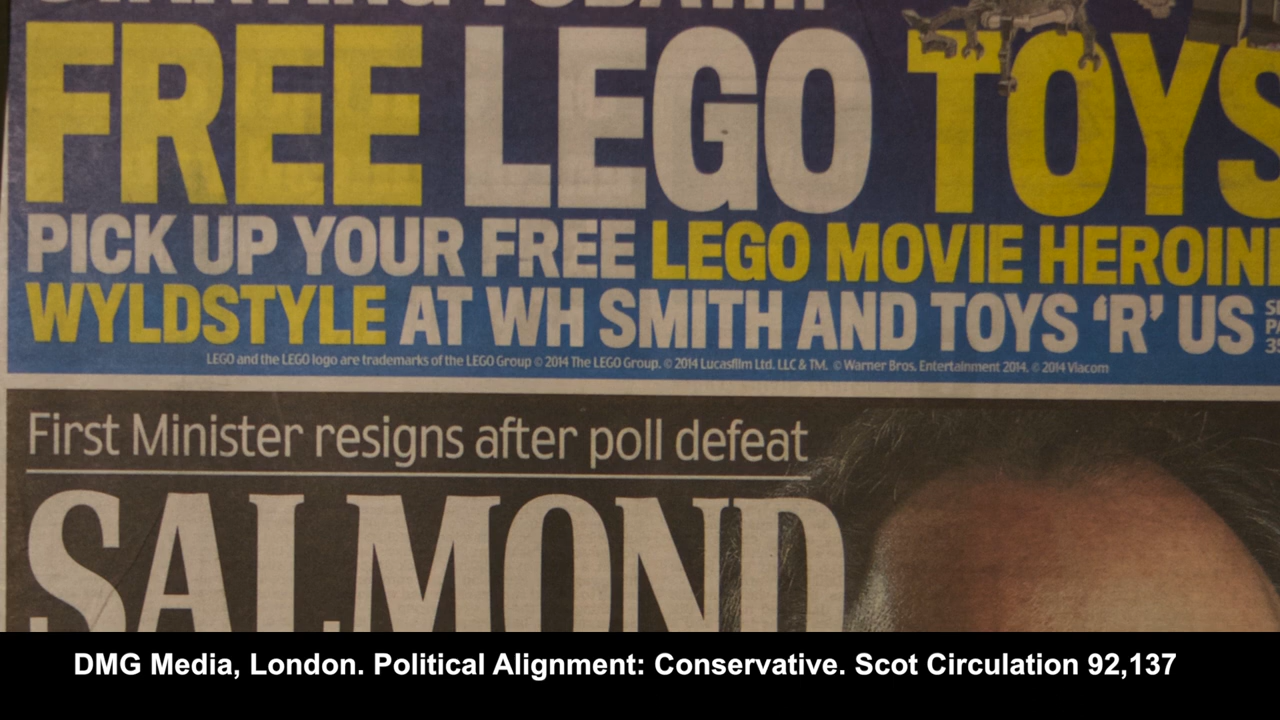 FREE LEGO TOYS
PICK UP YOUR FREE LEGO MOVIE HEROIN
WYLDSTYLE AT WH SMITH AND TOYS ‘R’ US
LEGO and the LEGO logo are trademarks of the LEGO Group © 2014 The LEGO Group. © 2014 Lucasfilm Ltd. LLC & TM. © Warner Bros. Entertainment 2014. © 2014 Viacom
First Minister resigns after poll defeat
SALMOND
DMG Media, London. Political Alignment: Conservative. Scot Circulation 92,137